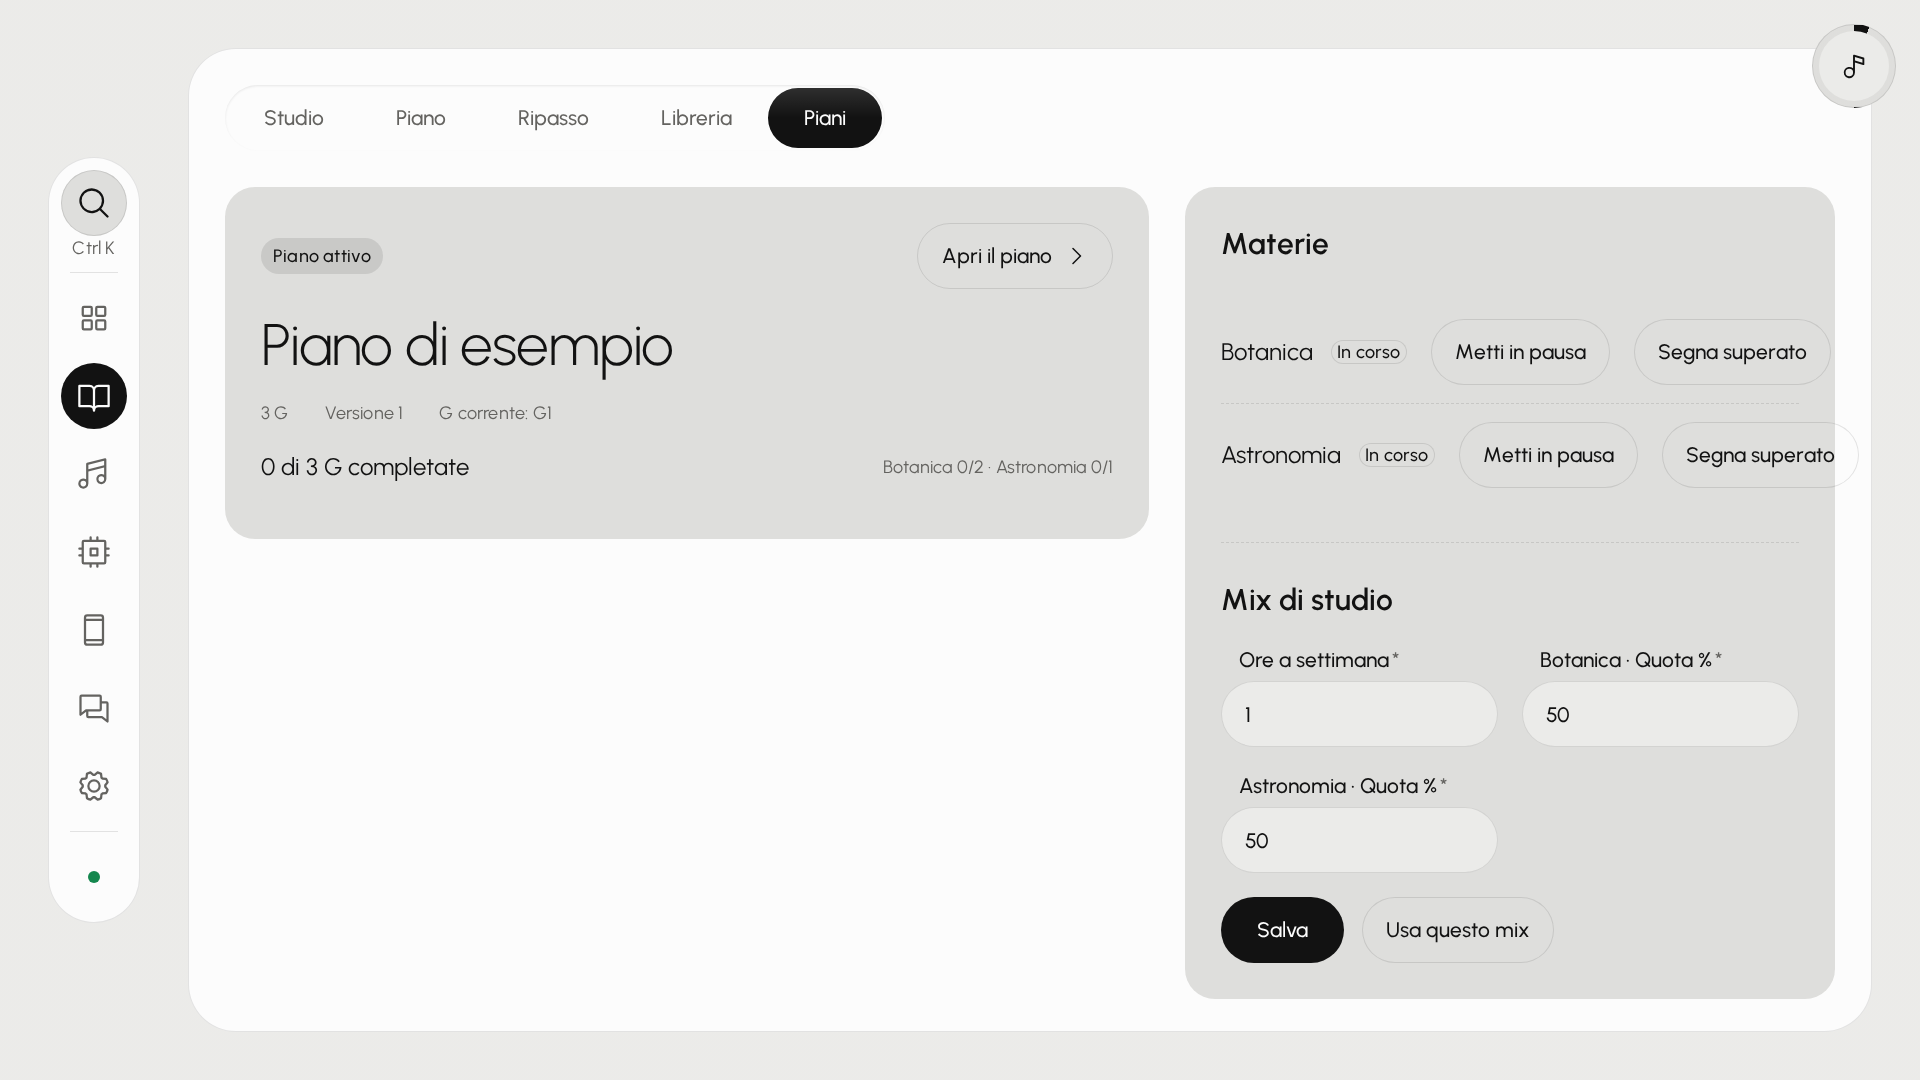 Studio Piano Ripasso Libreria Piani
Ctrl K
Piano attivo
Apri il piano
Piano di esempio
3 G Versione 1 G corrente: G1
0 di 3 G completate
Botanica 0/2 · Astronomia 0/1
Materie
Botanica In corso Metti in pausa Segna superato
Astronomia In corso Metti in pausa Segna superato
Mix di studio
Ore a settimana* Botanica · Quota %*
1 50
Astronomia · Quota %*
50
Salva Usa questo mix